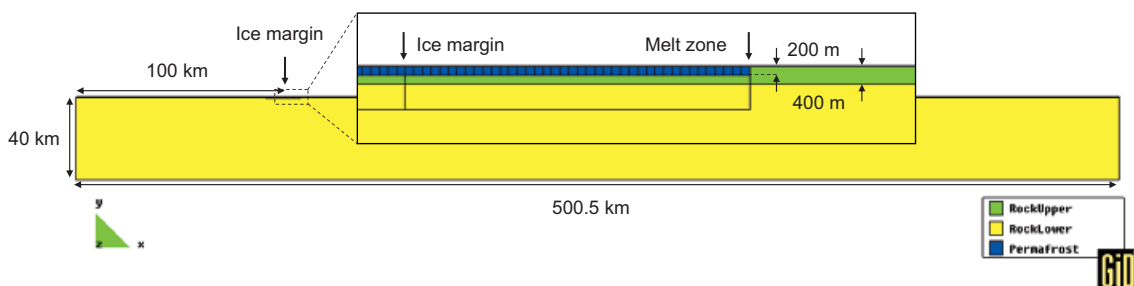 Ice margin
Ice margin
Melt zone
200 m
100 km
400 m
40 km
500.5 km
y
z x
RockUpper
RockLower
Permafrost
GiD